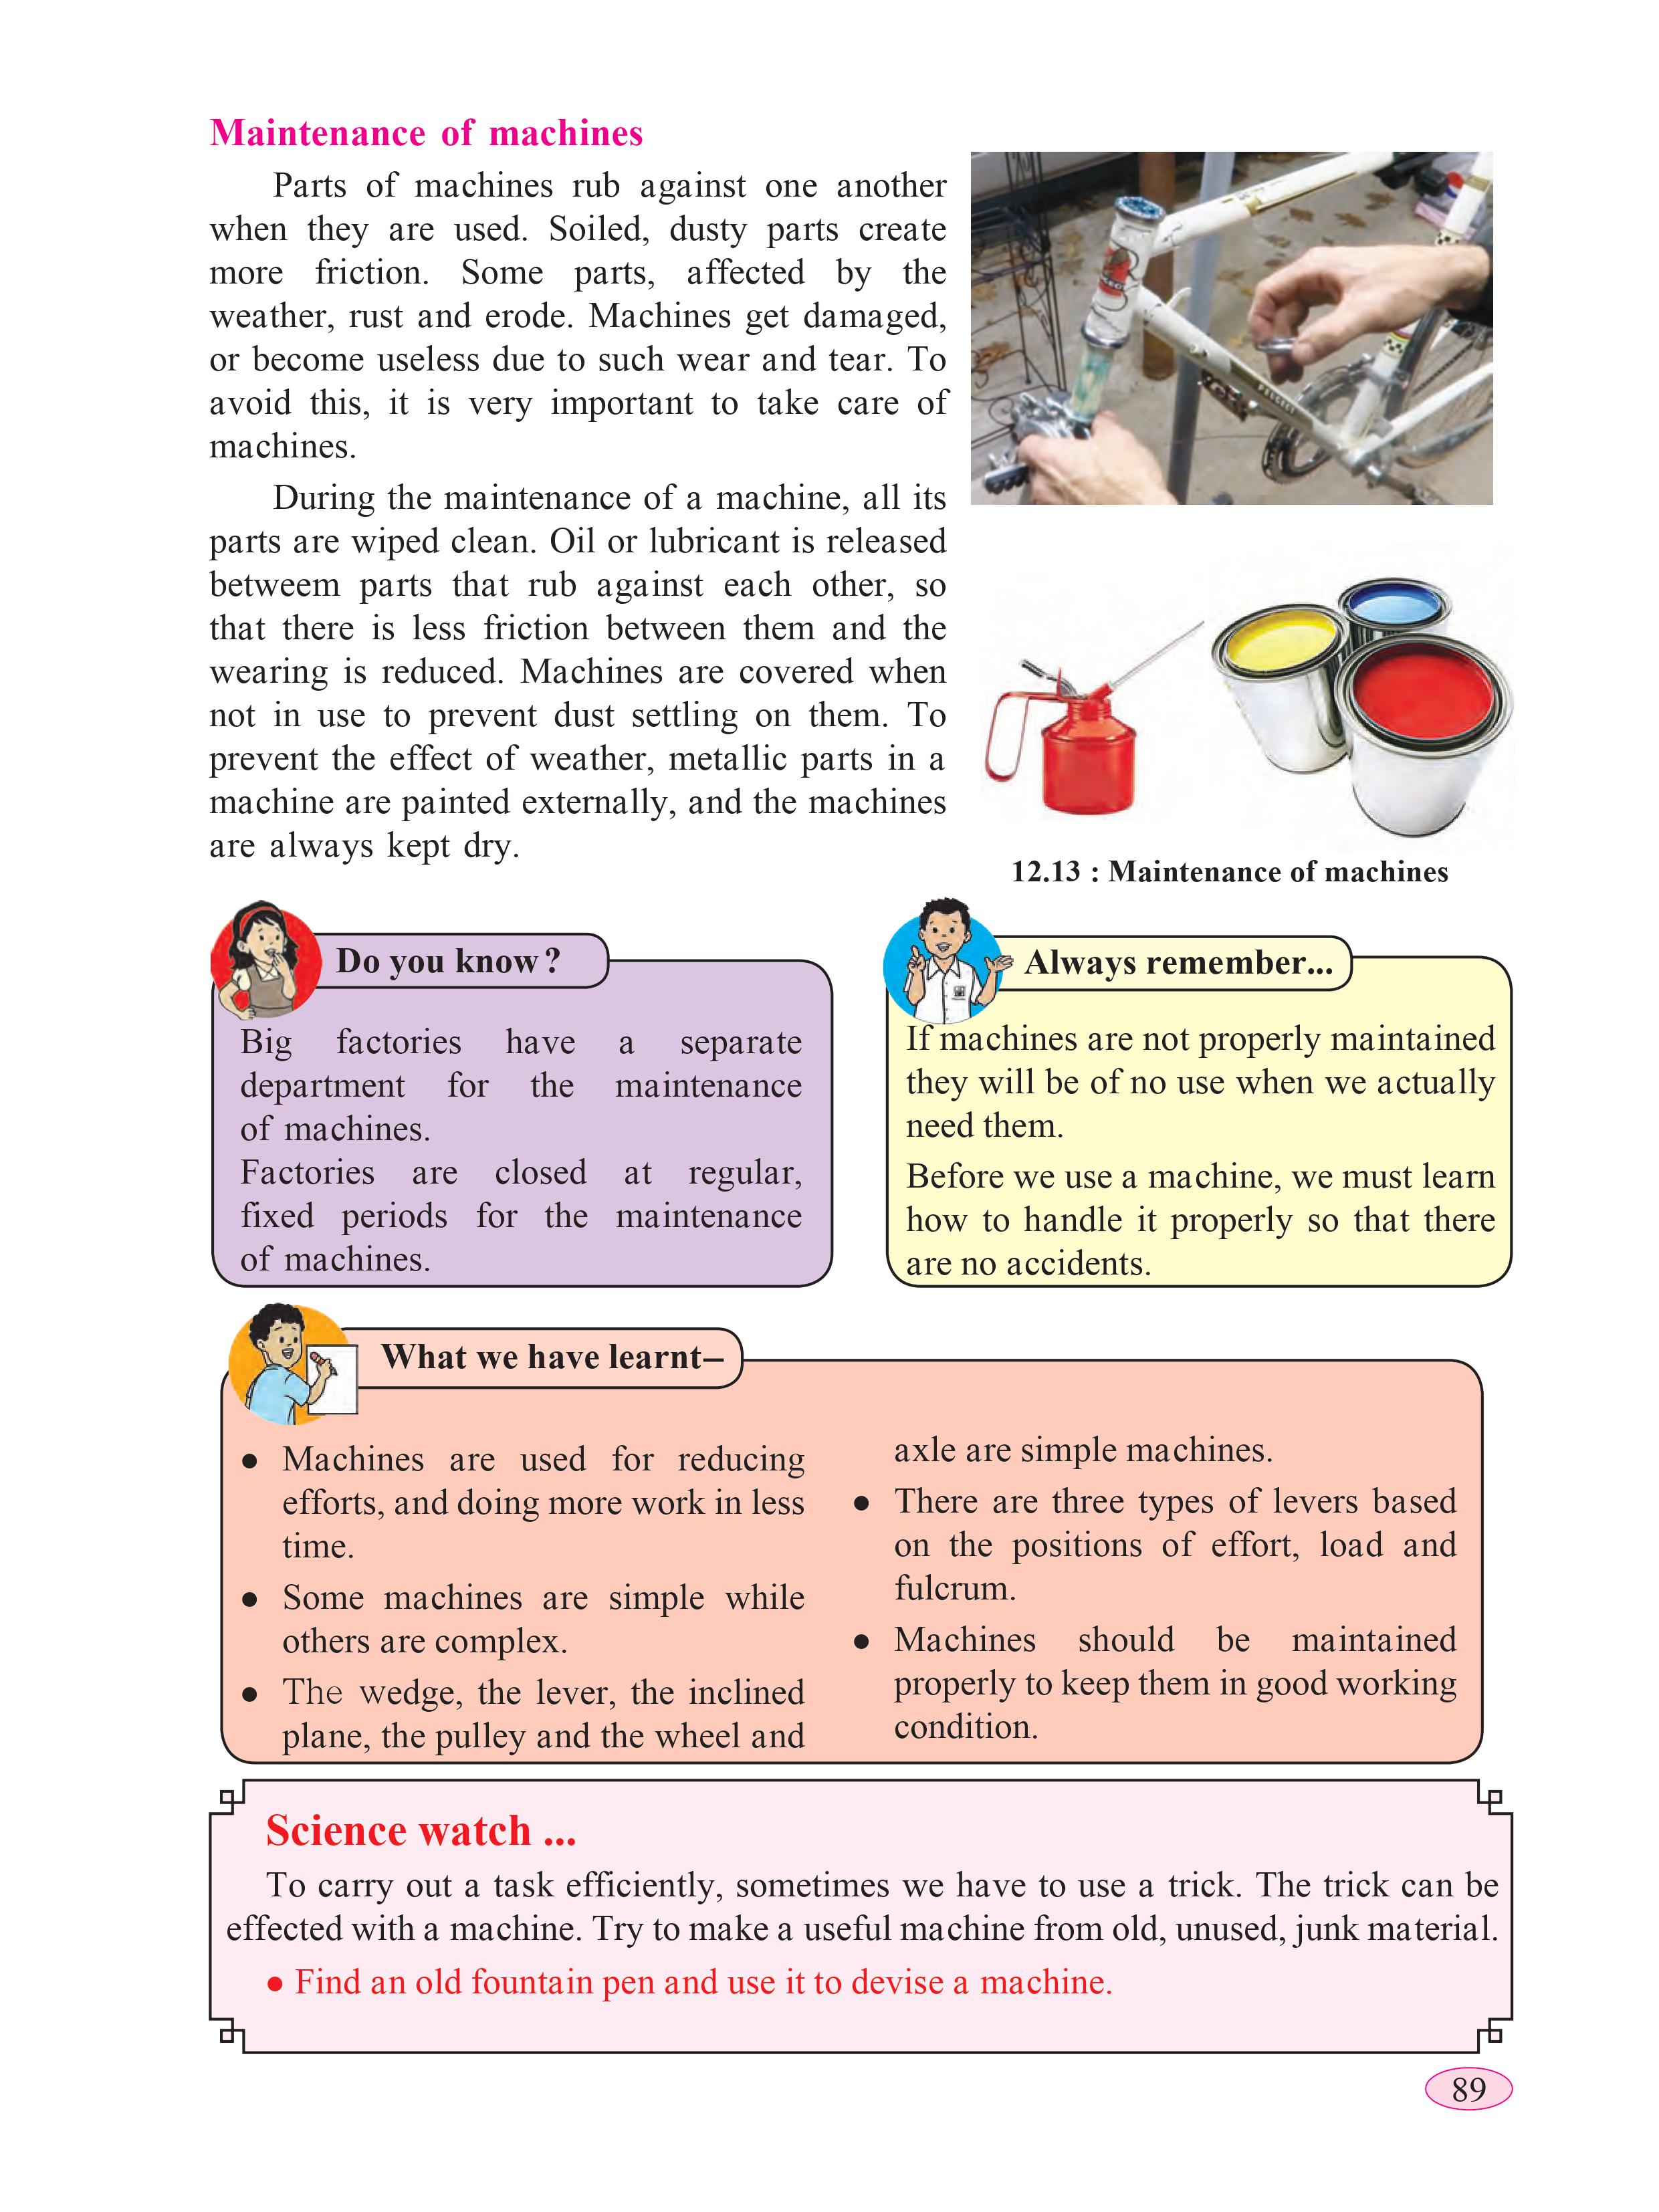 Maintenance of machines
Parts of machines rub against one another
when they are used. Soiled, dusty parts create
more friction. Some parts, affected by the
weather, rust and erode. Machines get damaged,
or become useless due to such wear and tear. To
avoid this, it is very important to take care of
machines.
During the maintenance of a machine, all its
parts are wiped clean. Oil or lubricant is released
betweem parts that rub against each other, so
that there is less friction between them and the
wearing is reduced. Machines are covered when
not in use to prevent dust settling on them. To
prevent the effect of weather, metallic parts in a
machine are painted externally, and the machines
are always kept dry.
PEUGEOT
12.13 : Maintenance of machines
Do you know?
Big factories have a separate
department for the maintenance
of machines.
Factories are closed at regular,
fixed periods for the maintenance
of machines.
Always remember...
If machines are not properly maintained
they will be of no use when we actually
need them.
Before we use a machine, we must learn
how to handle it properly so that there
are no accidents.
What we have learnt–
● Machines are used for reducing
efforts, and doing more work in less
time.
● Some machines are simple while
others are complex.
● The wedge, the lever, the inclined
plane, the pulley and the wheel and
axle are simple machines.
● There are three types of levers based
on the positions of effort, load and
fulcrum.
● Machines should be maintained
properly to keep them in good working
condition.
Science watch ...
To carry out a task efficiently, sometimes we have to use a trick. The trick can be
effected with a machine. Try to make a useful machine from old, unused, junk material.
● Find an old fountain pen and use it to devise a machine.
89